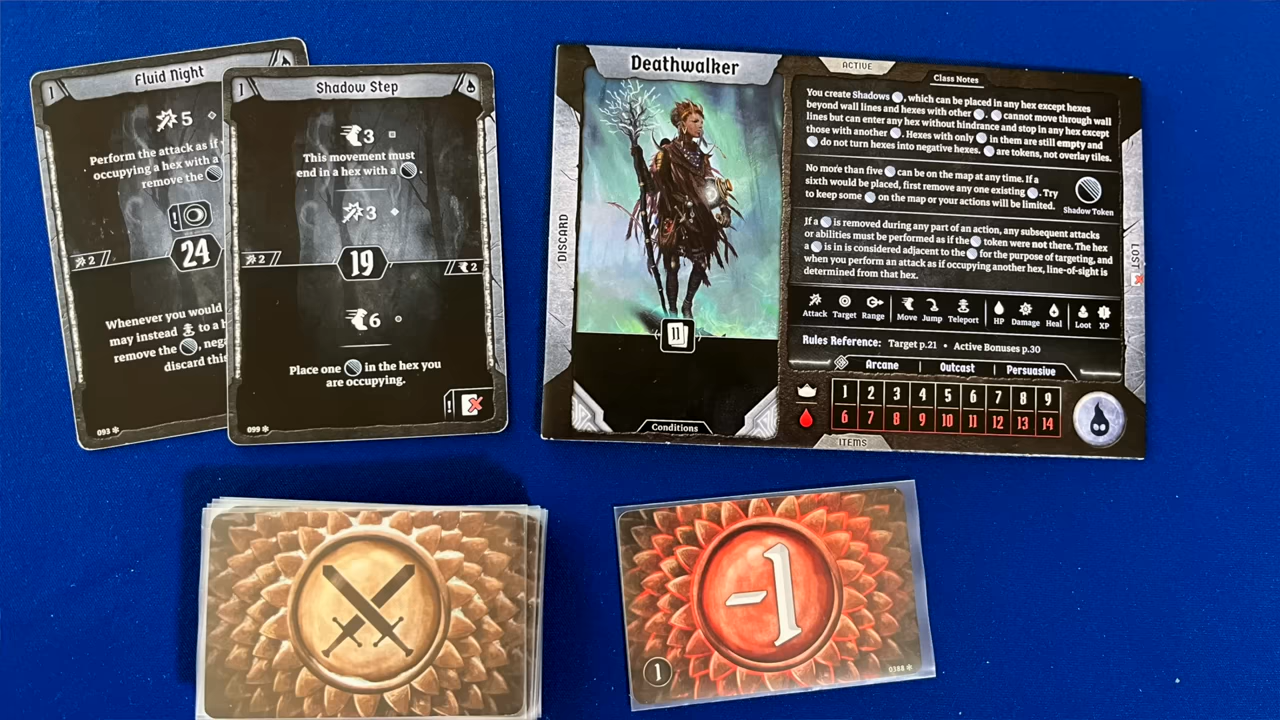 1
Fluid Night
5
Perform the attack as if
occupying a hex with a
remove the
!
2
24
Whenever you would
may instead to a
remove the , neg
discard this
093
1
Shadow Step
3
This movement must
end in a hex with a .
3
2
19
2
6
Place one in the hex you
are occupying.
!
099
Deathwalker
DISCARD
11
Conditions
ACTIVE
Class Notes
You create Shadows , which can be placed in any hex except hexes
beyond wall lines and hexes with other . cannot move through wall
lines but can enter any hex without hindrance and stop in any hex except
those with another . Hexes with only in them are still empty and
do not turn hexes into negative hexes. are tokens, not overlay tiles.
No more than five can be on the map at any time. If a
sixth would be placed, first remove any one existing . Try
to keep some on the map or your actions will be limited.
Shadow Token
If a is removed during any part of an action, any subsequent attacks
or abilities must be performed as if the token were not there. The hex
a is in is considered adjacent to the for the purpose of targeting, and
when you perform an attack as if occupying another hex, line-of-sight is
determined from that hex.
LOST
Attack Target Range Move Jump Teleport HP Damage Heal Loot XP
Rules Reference: Target p.21 • Active Bonuses p.30
Arcane | Outcast | Persuasive
1 2 3 4 5 6 7 8 9
6 7 8 9 10 11 12 13 14
ITEMS
-1
1
0388